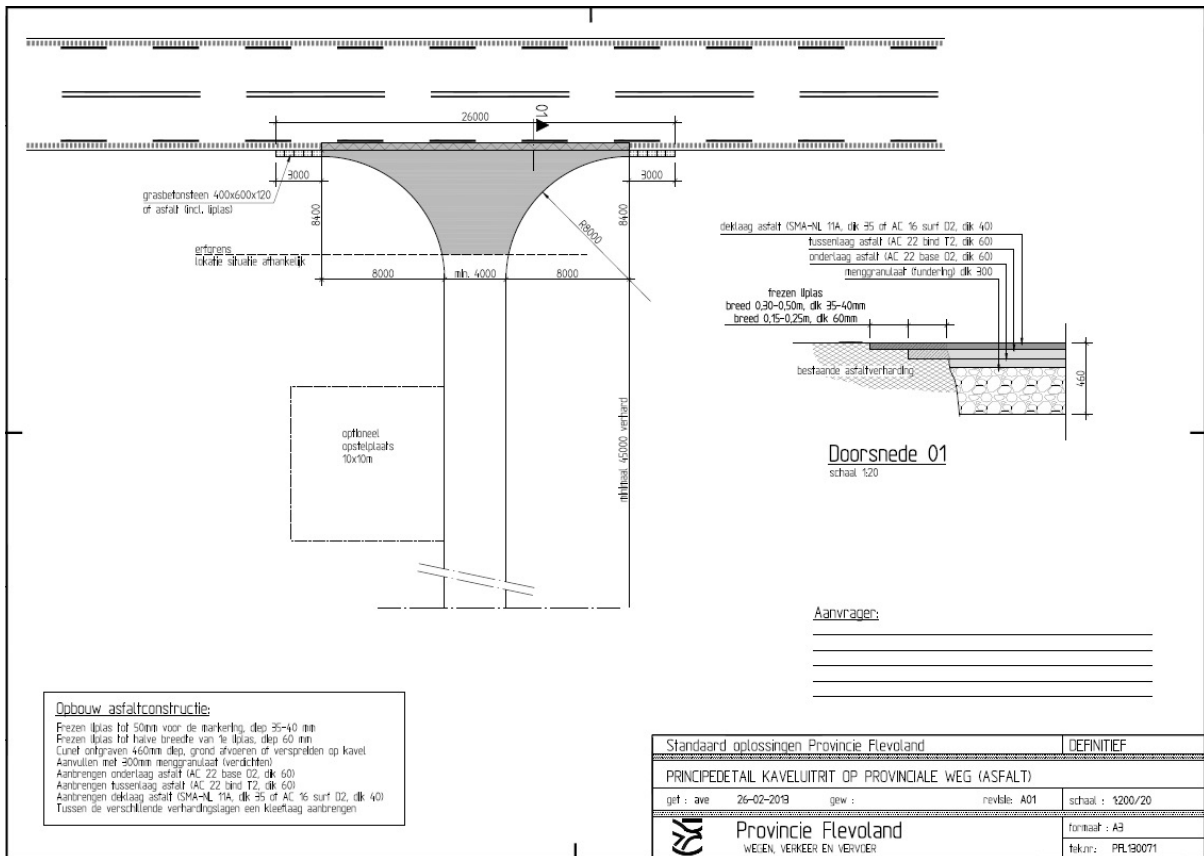 26000
01
3000
3000
grasbetonsteen 400x600x120
of asfalt (incl. lijplas)
8400
8400
R8000
erfgrens
lokatie situatie afhankelijk
8000
min. 4000
8000
optioneel
opstelplaats
10x10m
minimaal 45000 verhard
deklaag asfalt (SMA-NL 11A, dik 35 of AC 16 surf D2, dik 40)
tussenlaag asfalt (AC 22 bind T2, dik 60)
onderlaag asfalt (AC 22 base O2, dik 60)
menggranulaat (fundering) dik 300
frezen lijplas
breed 0,30-0,50m, dik 35-40mm
breed 0,15-0,25m, dik 60mm
bestaande asfaltverharding
460
Doorsnede 01
schaal 1:20
Aanvrager:
Opbouw asfaltconstructie:
Frezen lijplas tot 50mm voor de markering, diep 35-40 mm
Frezen lijplas tot halve breedte van 1e lijplas, diep 60 mm
Cunet ontgraven 460mm diep, grond afvoeren of verspreiden op kavel
Aanvullen met 300mm menggranulaat (verdichten)
Aanbrengen onderlaag asfalt (AC 22 base O2, dik 60)
Aanbrengen tussenlaag asfalt (AC 22 bind T2, dik 60)
Aanbrengen deklaag asfalt (SMA-NL 11A, dik 35 of AC 16 surf D2, dik 40)
Tussen de verschillende verhardingslagen een kleeflaag aanbrengen
Standaard oplossingen Provincie Flevoland DEFINITIEF
PRINCIPEDETAIL KAVELUITRIT OP PROVINCIALE WEG (ASFALT)
get : ave 26-02-2013 gew : revisie: A01 schaal : 1:200/20
Provincie Flevoland formaat : A3
WEGEN, VERKEER EN VERVOER tek.nr: PFL130071